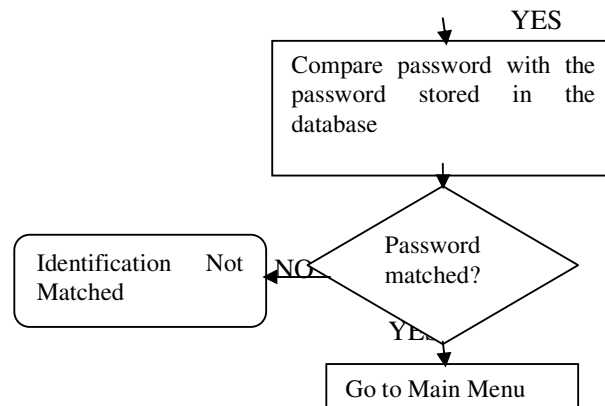 YES
Compare password with the
password stored in the
database
Password
matched?
NO
Identification Not
Matched
YES
Go to Main Menu